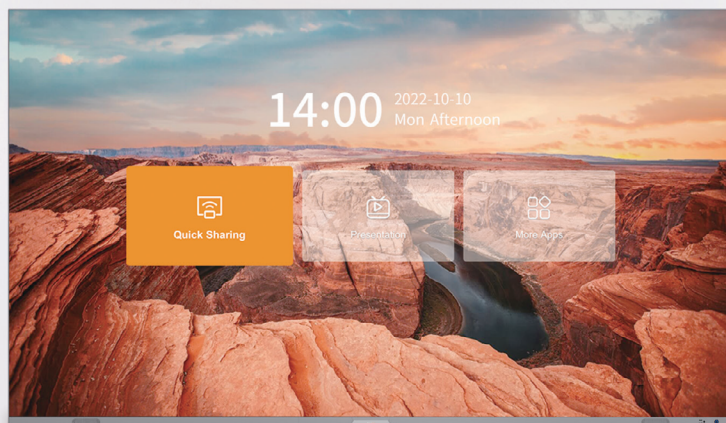 14:00
2022-10-10
Mon Afternoon
Quick Sharing
Presentation
More Apps